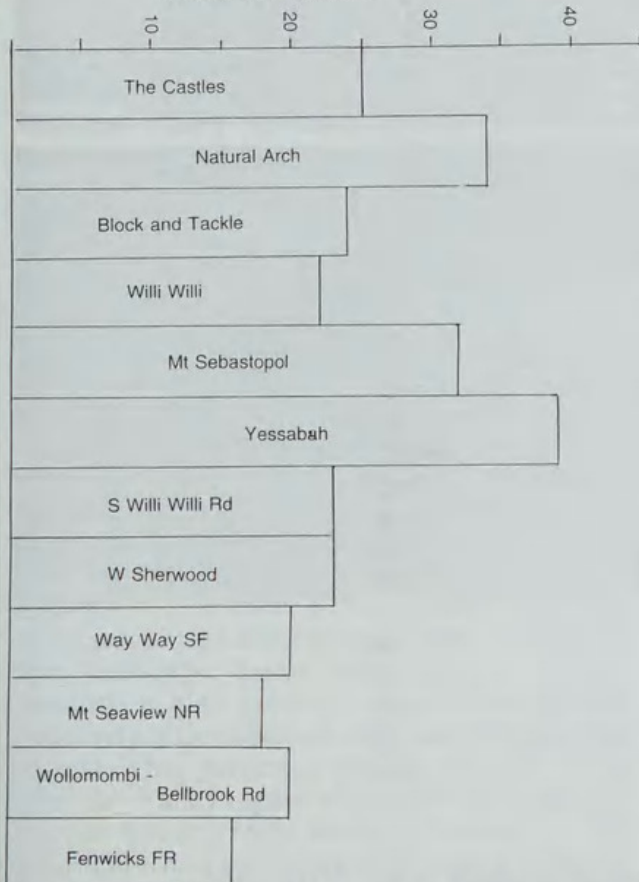 10 20 30 40
The Castles
Natural Arch
Block and Tackle
Willi Willi
Mt Sebastopol
Yessabah
S Willi Willi Rd
W Sherwood
Way Way SF
Mt Seaview NR
Wollomombi -
Bellbrook Rd
Fenwicks FR